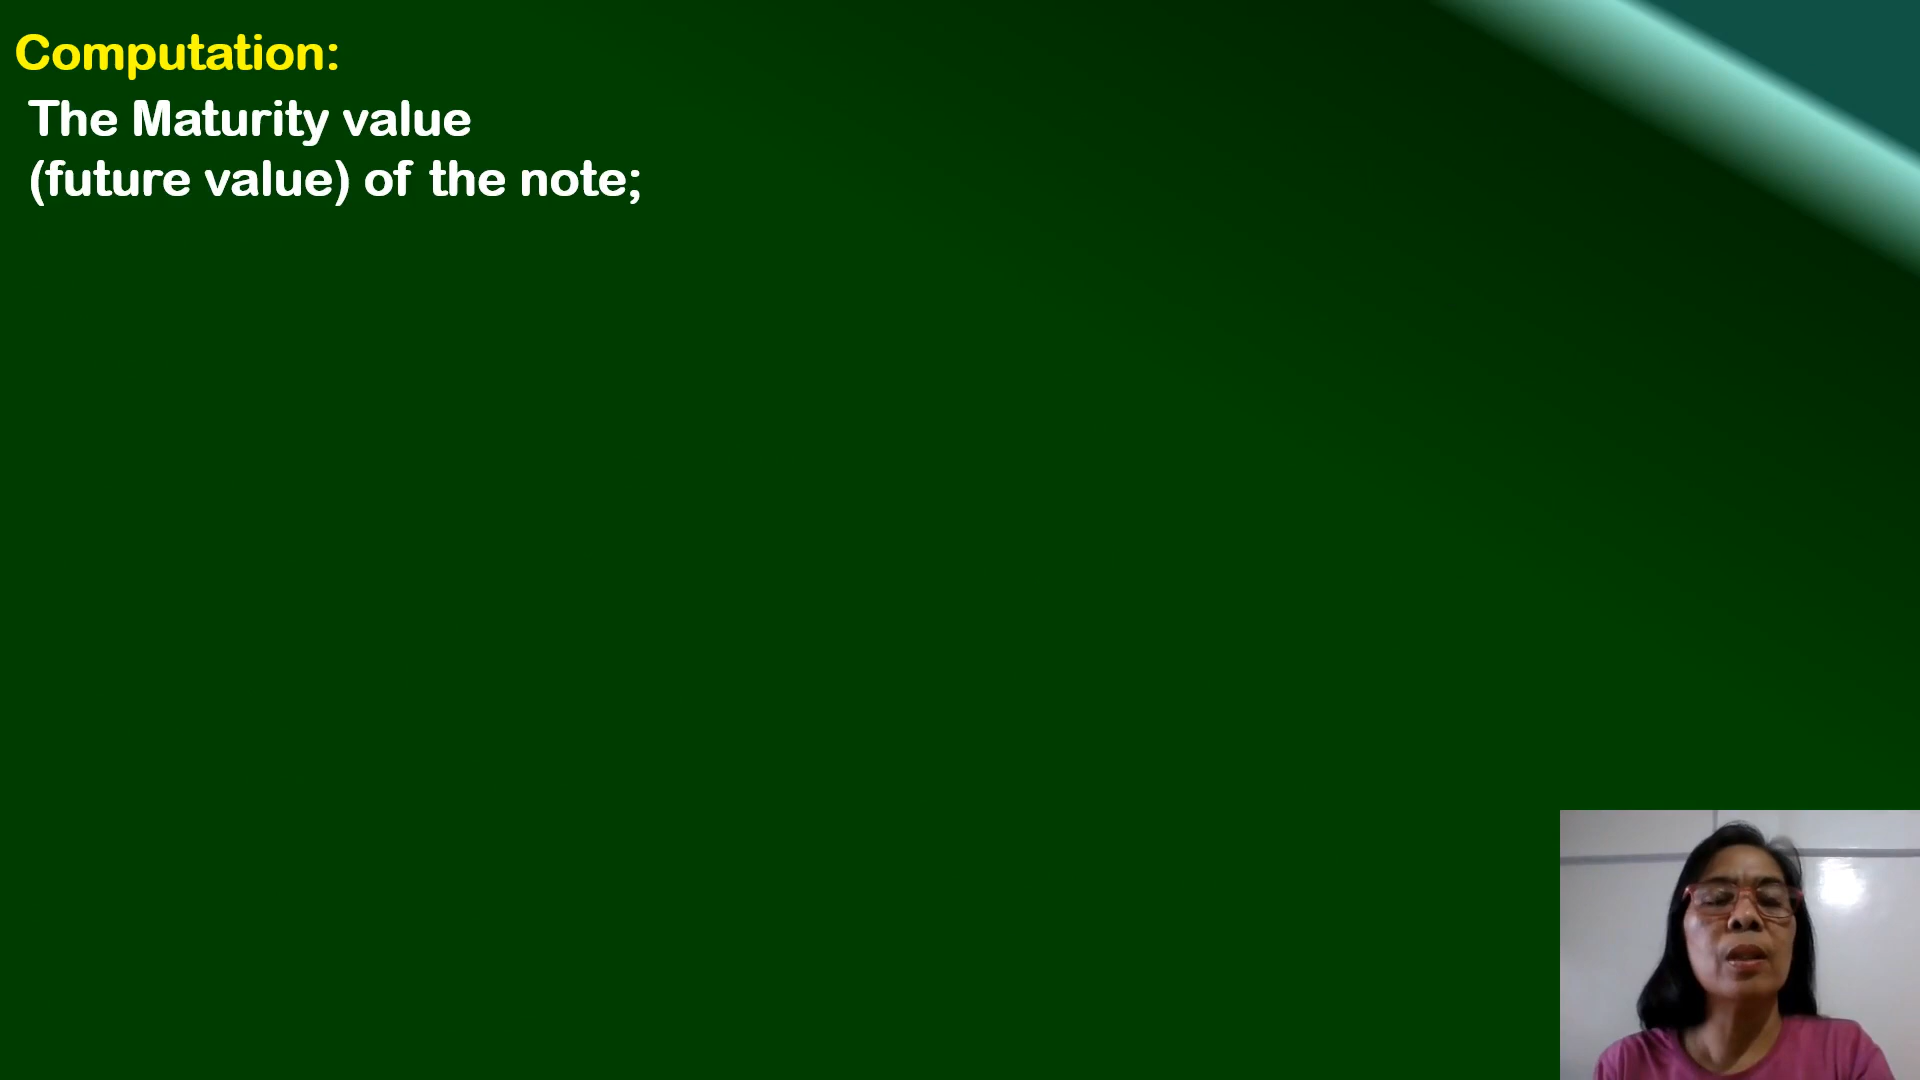 Computation:
The Maturity value
(future value) of the note;